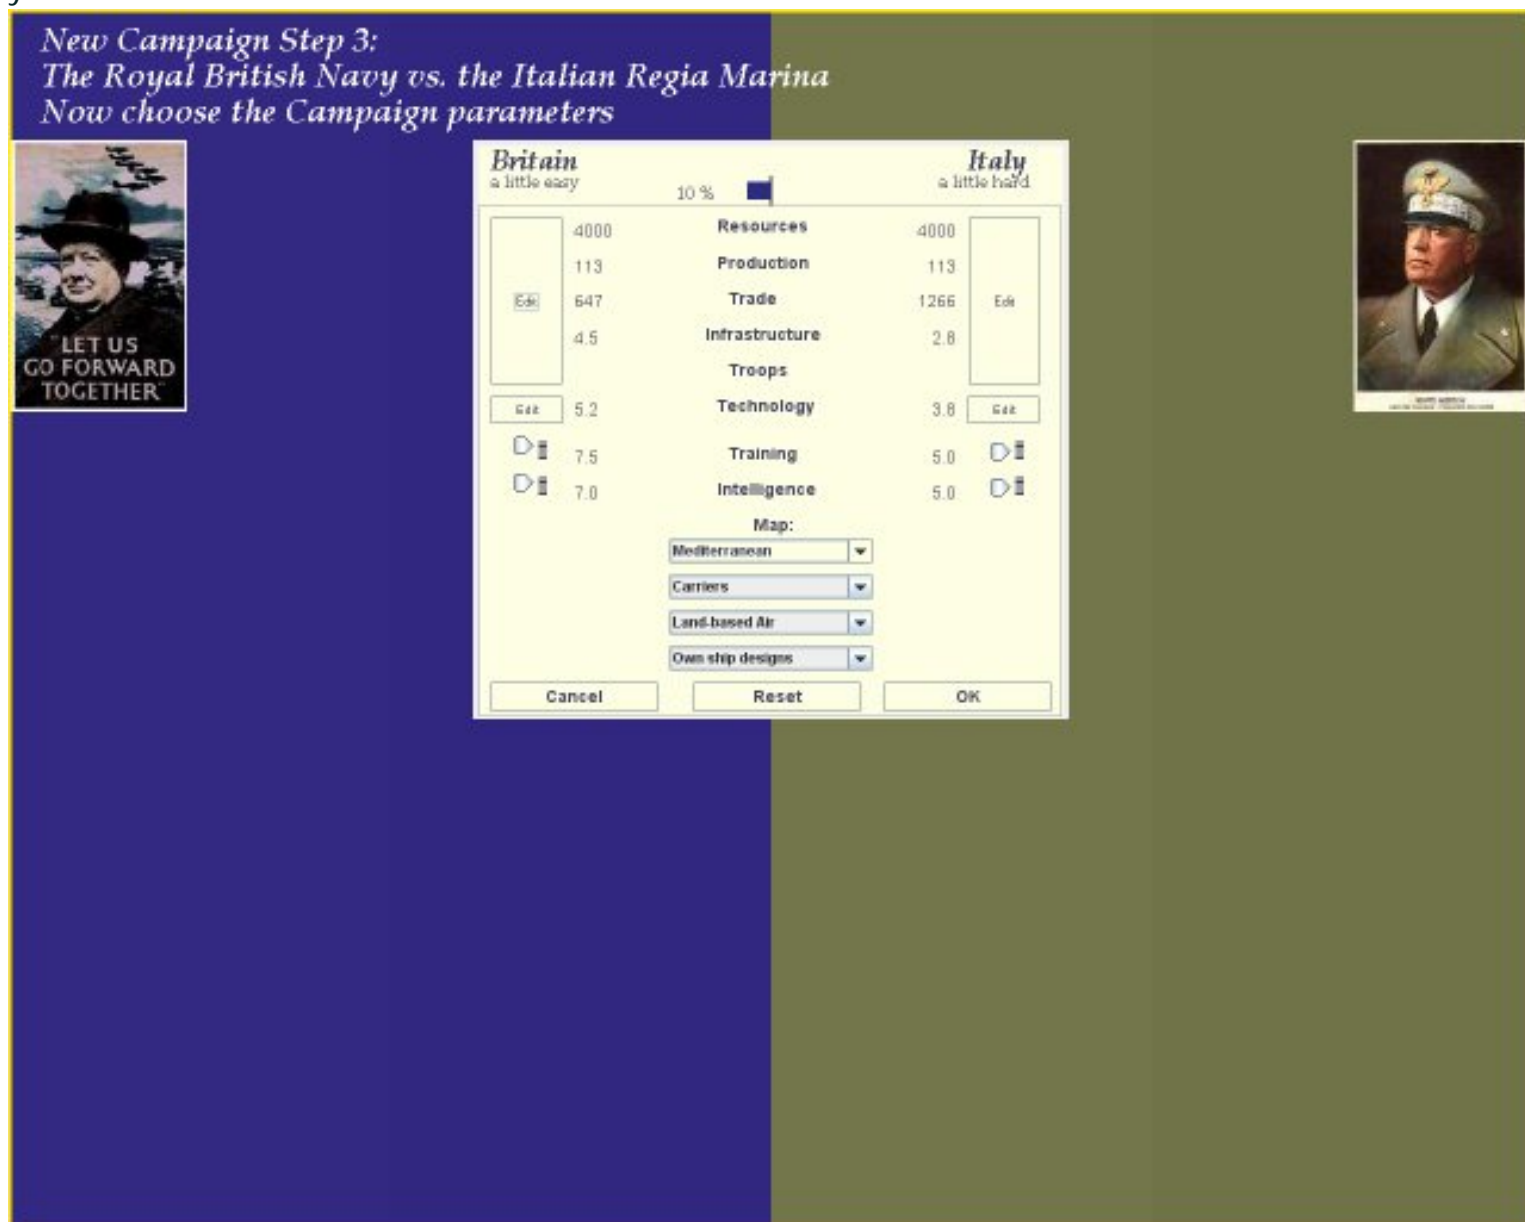 New Campaign Step 3:
The Royal British Navy vs. the Italian Regia Marina
Now choose the Campaign parameters
"LET US
GO FORWARD
TOGETHER"
Britain Italy
a little easy 10 % a little hard
4000 Resources 4000
113 Production 113
Edit 647 Trade 1266 Edit
4.5 Infrastructure 2.8
Troops
Edit 5.2 Technology 3.8 Edit
7.5 Training 5.0
7.0 Intelligence 5.0
Map:
Mediterranean
Carriers
Land-based Air
Own ship designs
Cancel Reset OK